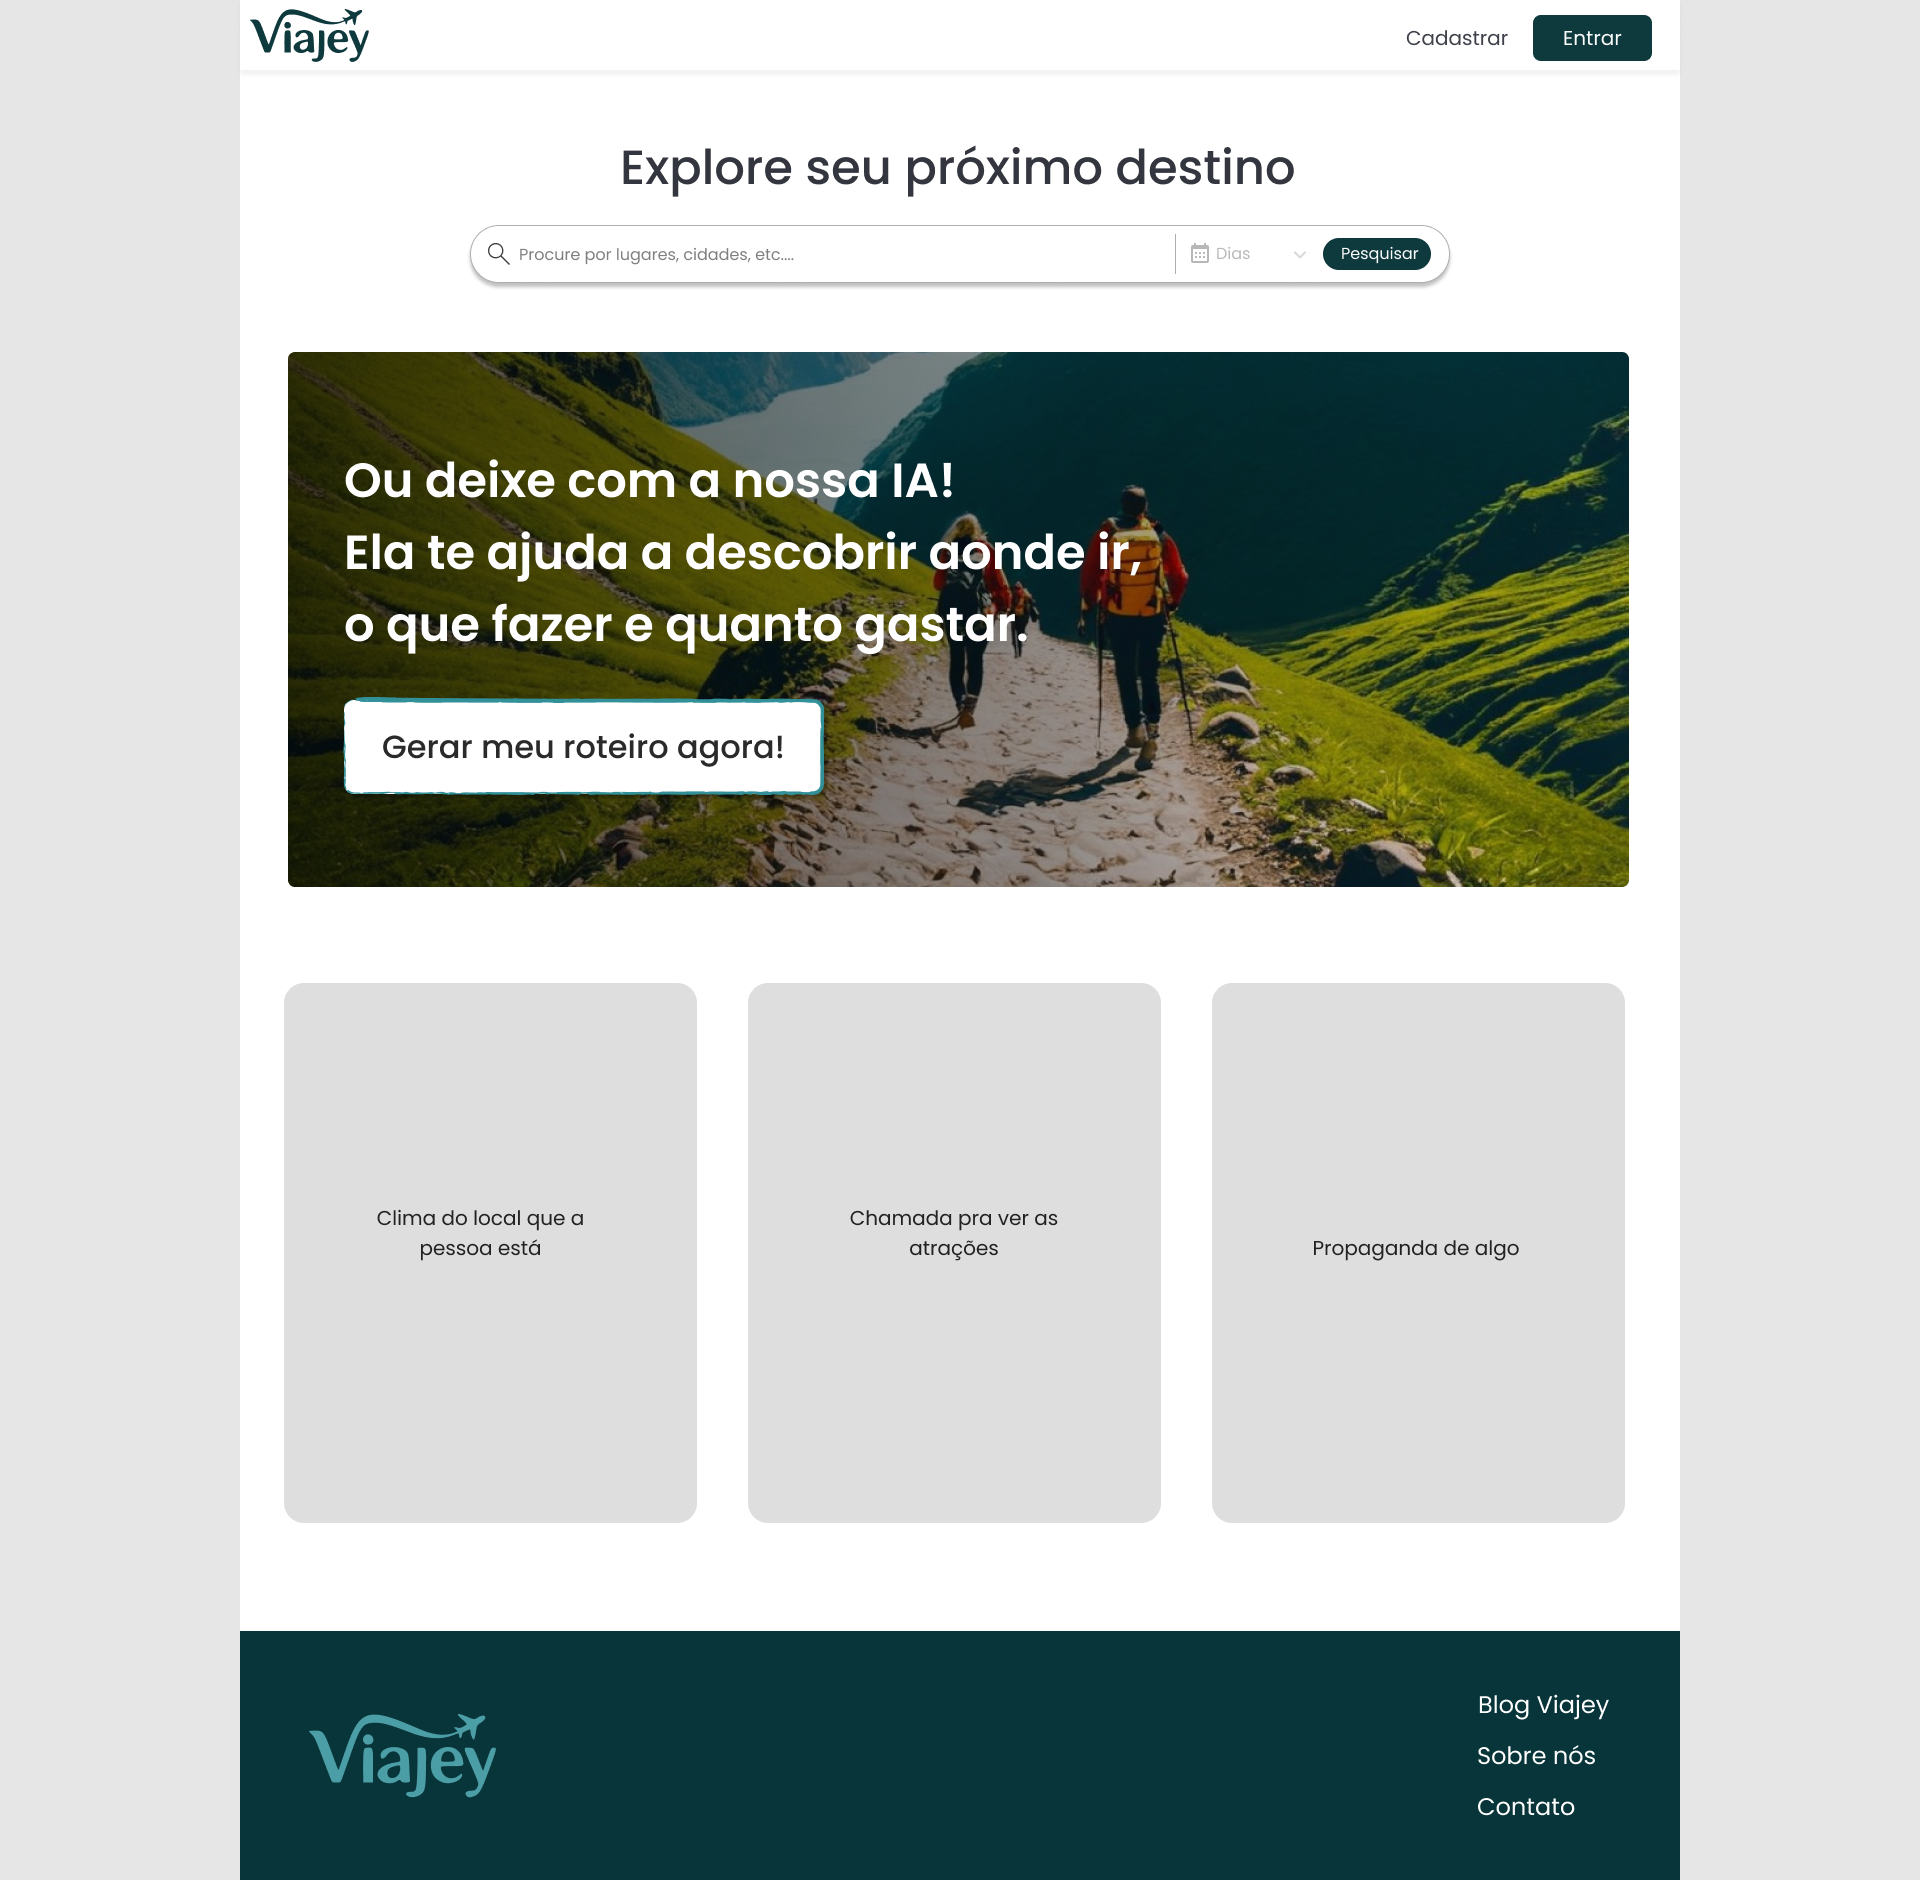 Viajey
Cadastrar
Entrar
Explore seu próximo destino
Procure por lugares, cidades, etc....
Dias
Pesquisar
Ou deixe com a nossa IA!
Ela te ajuda a descobrir aonde ir,
o que fazer e quanto gastar.
Gerar meu roteiro agora!
Clima do local que a
pessoa está
Chamada pra ver as
atrações
Propaganda de algo
Viajey
Blog Viajey
Sobre nós
Contato